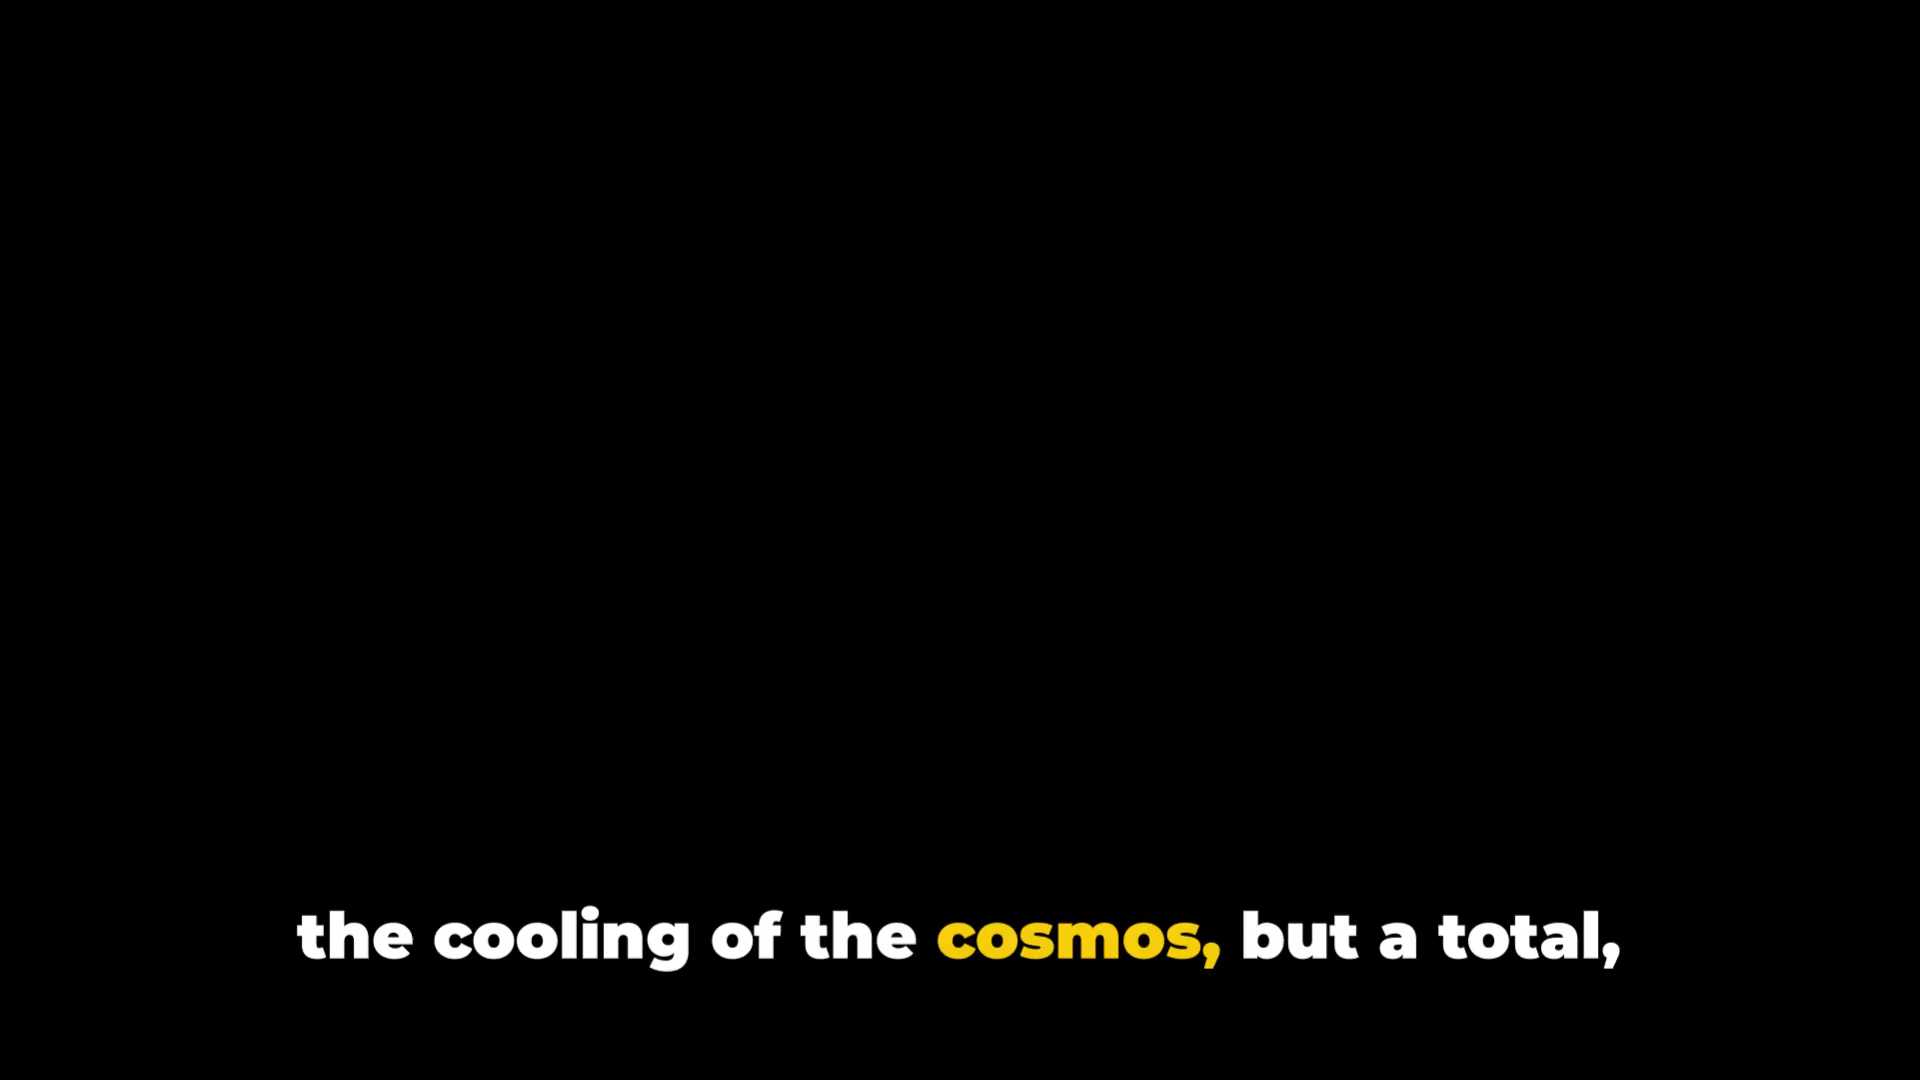 the cooling of the cosmos, but a total,